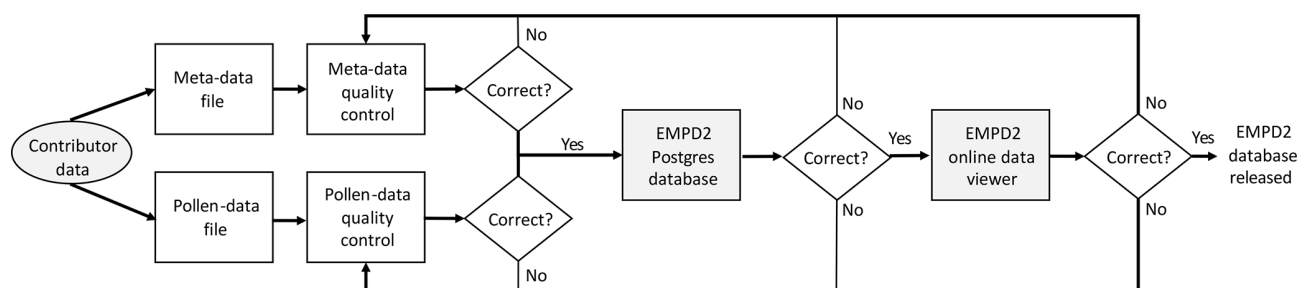 Contributor
data
Meta-data
file
Meta-data
quality
control
No
Correct?
Pollen-data
file
Pollen-data
quality
control
Correct?
No
Yes
EMPD2
Postgres
database
No
Correct?
No
Yes
EMPD2
online data
viewer
No
Correct?
No
Yes
EMPD2
database
released